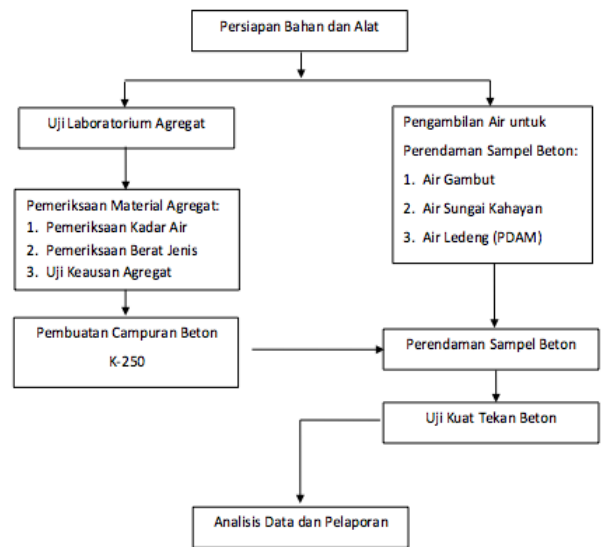 Persiapan Bahan dan Alat
Uji Laboratorium Agregat
Pengambilan Air untuk
Perendaman Sampel Beton:
1. Air Gambut
2. Air Sungai Kahayan
3. Air Ledeng (PDAM)
Pemeriksaan Material Agregat:
1. Pemeriksaan Kadar Air
2. Pemeriksaan Berat Jenis
3. Uji Keausan Agregat
Pembuatan Campuran Beton
K-250
Perendaman Sampel Beton
Uji Kuat Tekan Beton
Analisis Data dan Pelaporan